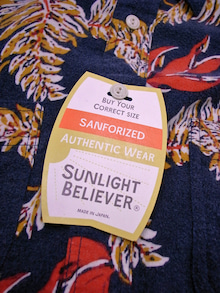 BUY YOUR
CORRECT SIZE
SANFORIZED
AUTHENTIC WEAR
SUNLIGHT
BELIEVER®
MADE IN JAPAN.